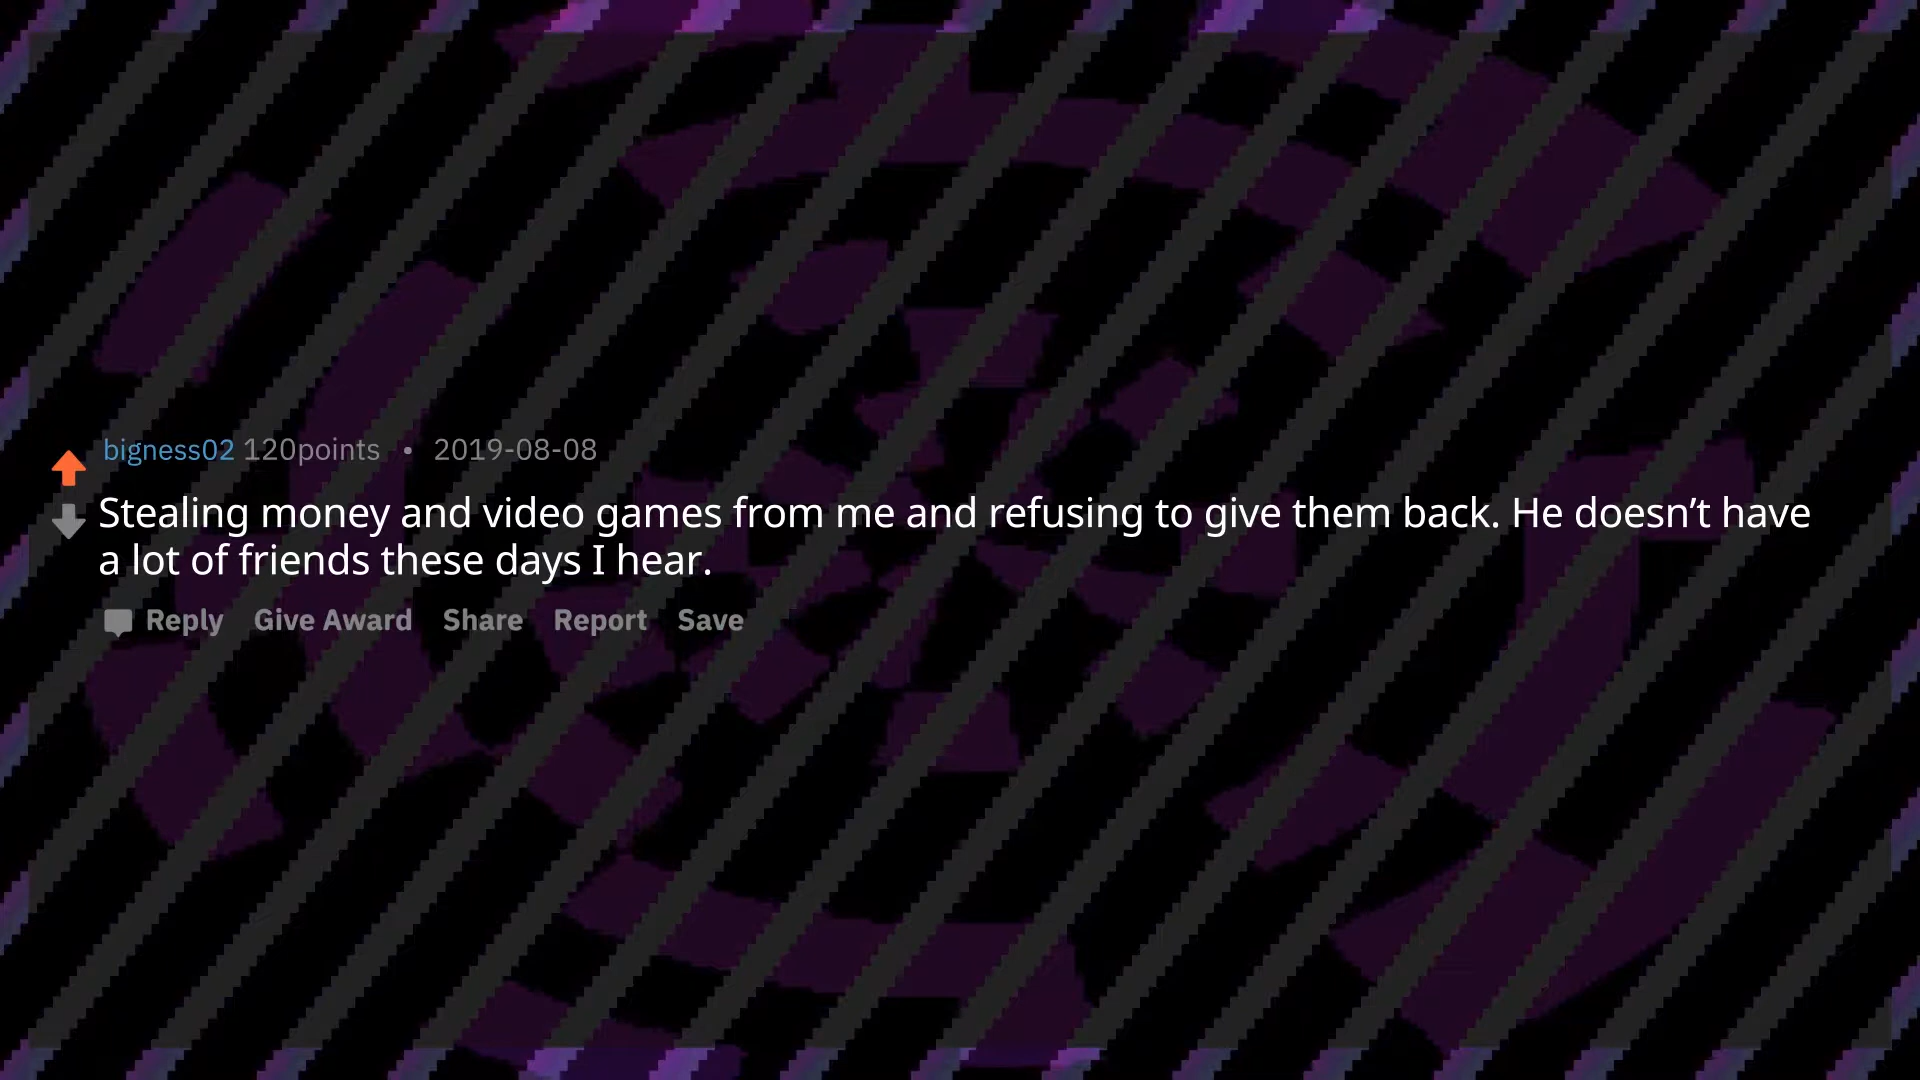 bigness02 120points • 2019-08-08
Stealing money and video games from me and refusing to give them back. He doesn’t have
a lot of friends these days I hear.
Reply Give Award Share Report Save